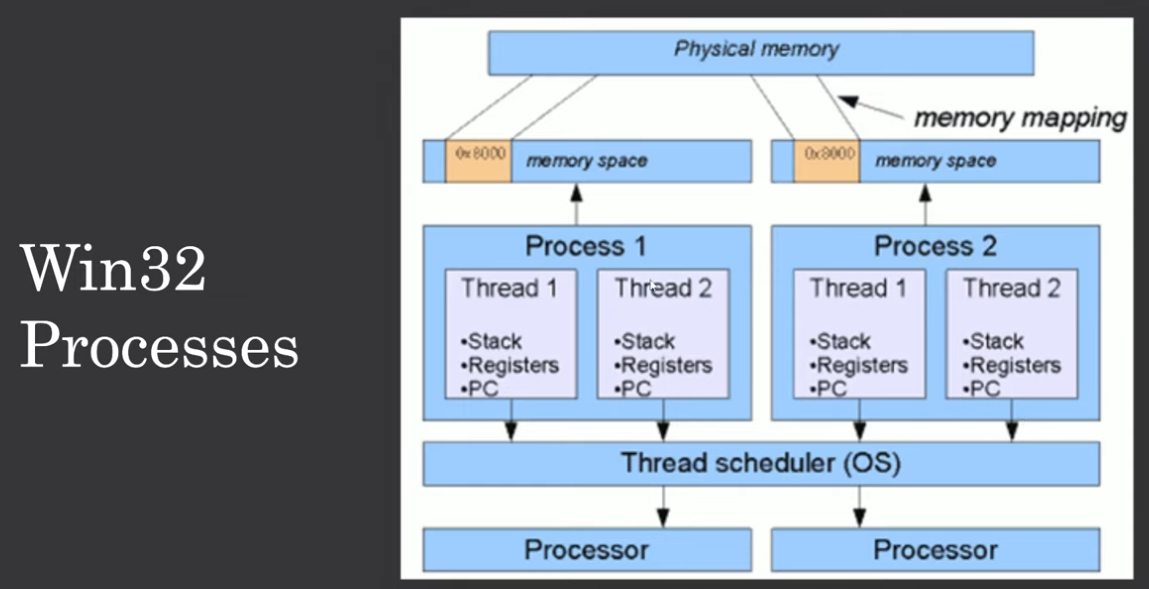 Win32
Processes
Physical memory
memory mapping
0x8000
memory space
0x8000
memory space
Process 1
Process 2
Thread 1
•Stack
•Registers
•PC
Thread 2
•Stack
•Registers
•PC
Thread 1
•Stack
•Registers
•PC
Thread 2
•Stack
•Registers
•PC
Thread scheduler (OS)
Processor
Processor